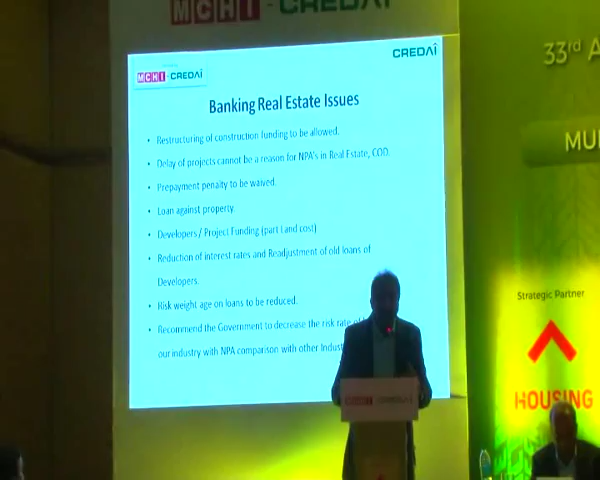 MCHI - CREDAI
33rd A
CREDAI
MCHI - CREDAI
Banking Real Estate Issues
MU
• Restructuring of construction funding to be allowed.
• Delay of projects cannot be a reason for NPA's in Real Estate, COD.
• Prepayment penalty to be waived.
• Loan against property.
• Developers / Project Funding (part Land cost)
• Reduction of interest rates and Readjustment of old loans of
Developers.
• Risk weight age on loans to be reduced.
• Recommend the Government to decrease the risk rate of
our industry with NPA comparison with other Indust
Strategic Partner
HOUSING
MCHI CREDAI